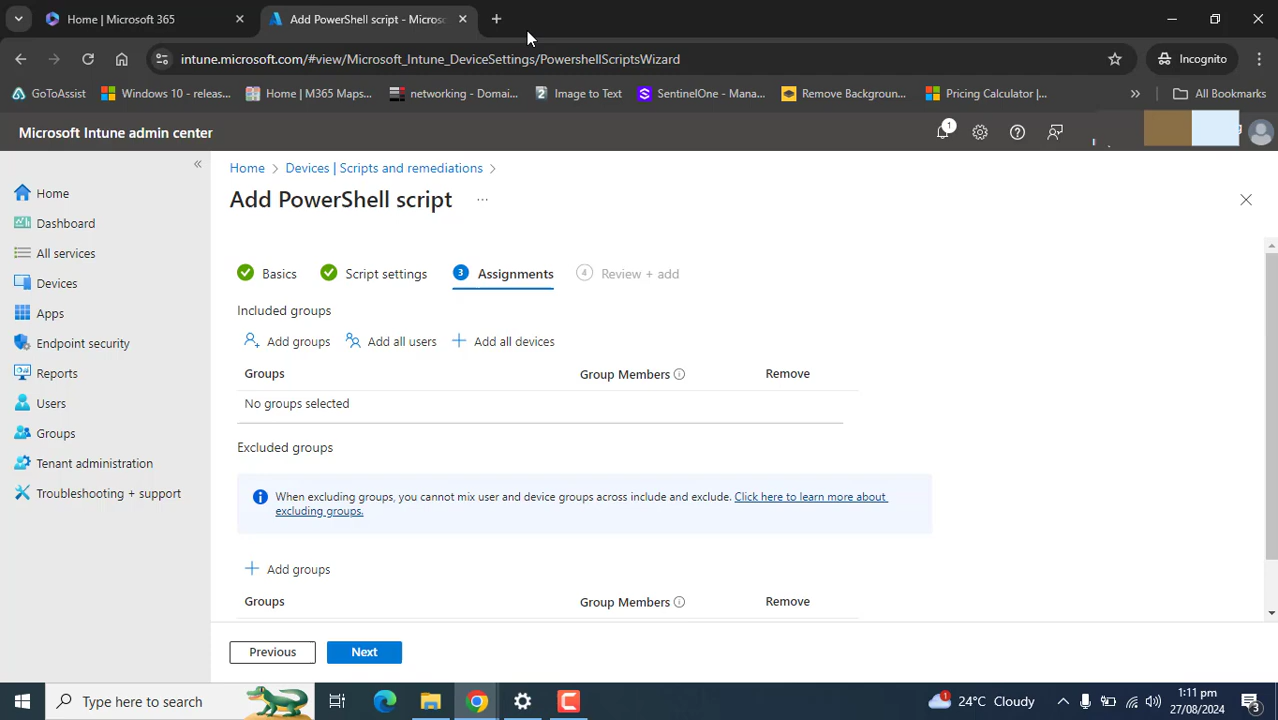 Home | Microsoft 365
Add PowerShell script - Micros
intune.microsoft.com/#view/Microsoft_Intune_DeviceSettings/PowershellScriptsWizard
Incognito
GoToAssist
Windows 10 - releas...
Home | M365 Maps...
networking - Domai...
Image to Text
SentinelOne - Mana...
Remove Backgroun...
Pricing Calculator |...
All Bookmarks
Microsoft Intune admin center
1
Home
Dashboard
All services
Devices
Apps
Endpoint security
Reports
Users
Groups
Tenant administration
Troubleshooting + support
Home > Devices | Scripts and remediations >
Add PowerShell script ...
Basics
Script settings
3 Assignments
4 Review + add
Included groups
Add groups
Add all users
Add all devices
Groups
Group Members
Remove
No groups selected
Excluded groups
When excluding groups, you cannot mix user and device groups across include and exclude. Click here to learn more about
excluding groups.
Add groups
Groups
Group Members
Remove
Previous
Next
Type here to search
1
24°C Cloudy
1:11 pm
27/08/2024
3